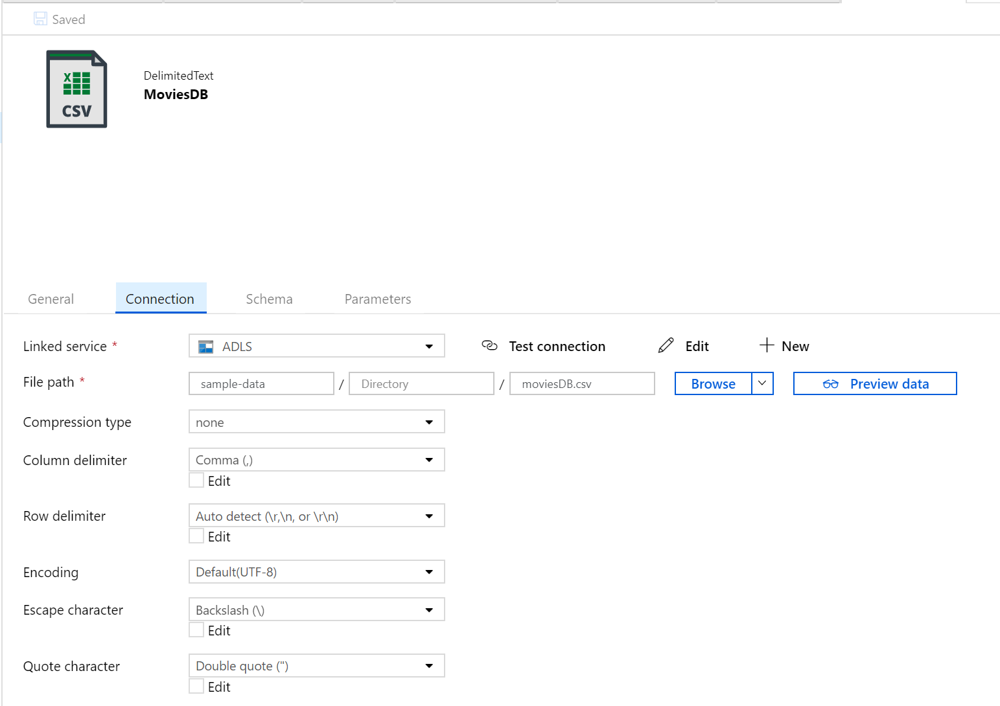 Saved
X
CSV
DelimitedText
MoviesDB
General Connection Schema Parameters
Linked service * ADLS Test connection Edit New
File path * sample-data / Directory / moviesDB.csv Browse Preview data
Compression type none
Column delimiter Comma (,)
Edit
Row delimiter Auto detect (\r,\n, or \r\n)
Edit
Encoding Default(UTF-8)
Escape character Backslash (\)
Edit
Quote character Double quote (")
Edit